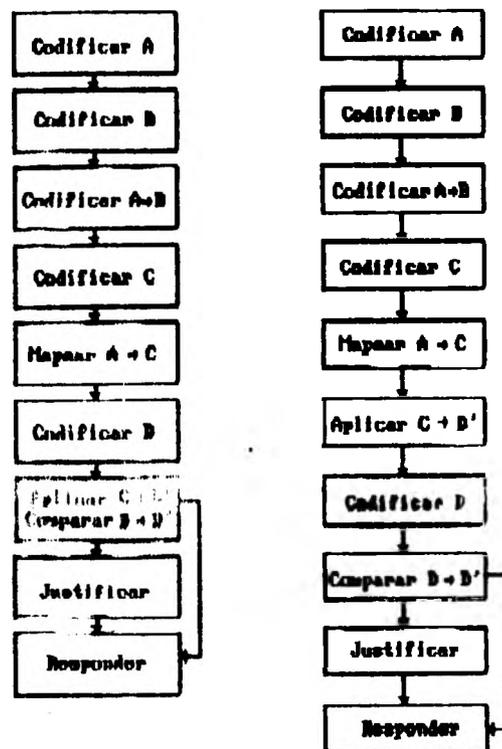 Codificar A
Codificar B
Codificar A→B
Codificar C
Mapear A → C
Codificar D
Aplicar C → D'
Comparar D → D'
Justificar
Responder
Codificar A
Codificar B
Codificar A→B
Codificar C
Mapear A → C
Aplicar C → D'
Codificar D
Comparar D → D'
Justificar
Responder